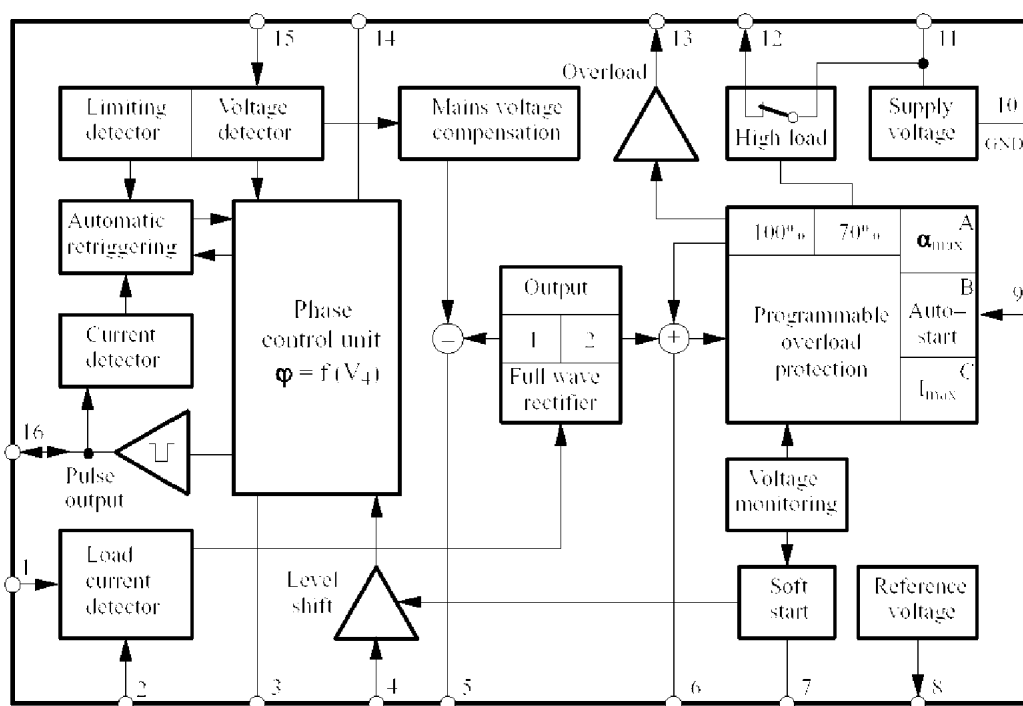 15
14
13
12
11
Overload
Limiting
detector
Voltage
detector
Mains voltage
compensation
High load
Supply
voltage
10
GND
Automatic
retriggering
100%
70%
A
αmax
Output
1
2
Full wave
rectifier
Phase
control unit
φ = f (V4)
−
+
Programmable
overload
protection
B
Auto–
start
9
C
Imax
Current
detector
16
Pulse
output
Voltage
monitoring
1
Load
current
detector
Level
shift
Soft
start
Reference
voltage
2
3
4
5
6
7
8